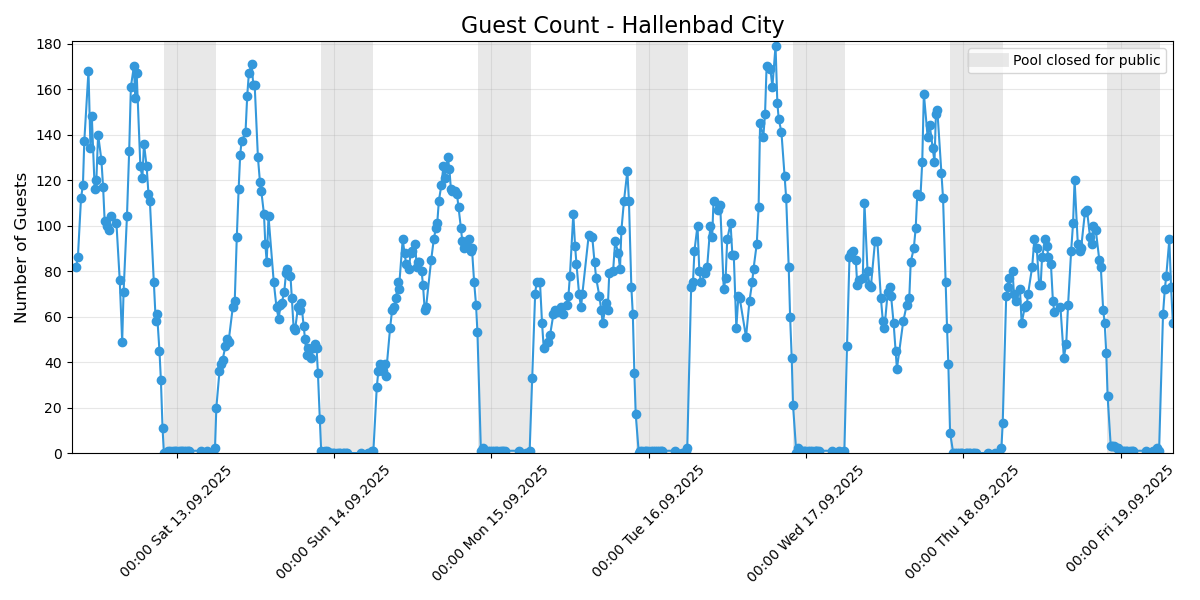 Guest Count - Hallenbad City
Pool closed for public
Number of Guests
180
160
140
120
100
80
60
40
20
0
00:00 Sat 13.09.2025
00:00 Sun 14.09.2025
00:00 Mon 15.09.2025
00:00 Tue 16.09.2025
00:00 Wed 17.09.2025
00:00 Thu 18.09.2025
00:00 Fri 19.09.2025